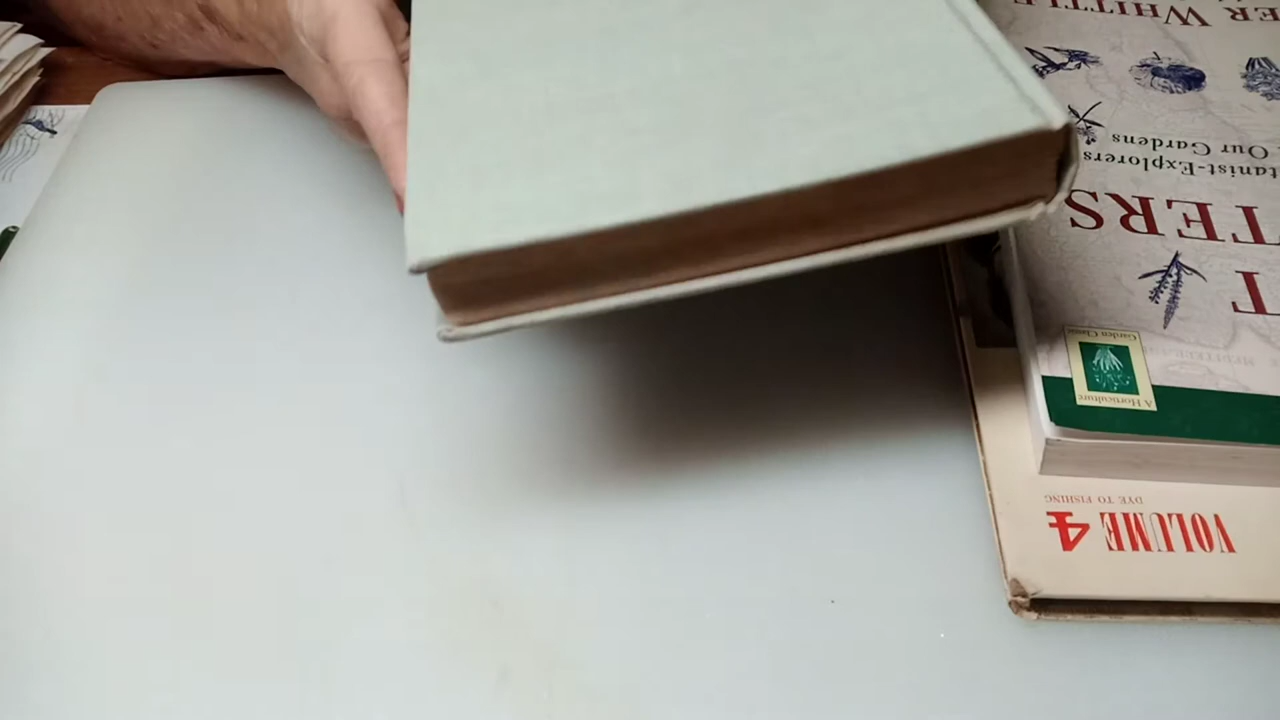 ER WHITTLE
Our Gardens
tanist-Explorers
TERS
T
Garden Classic
A Horticulture
VOLUME 4
DYE TO FISHING